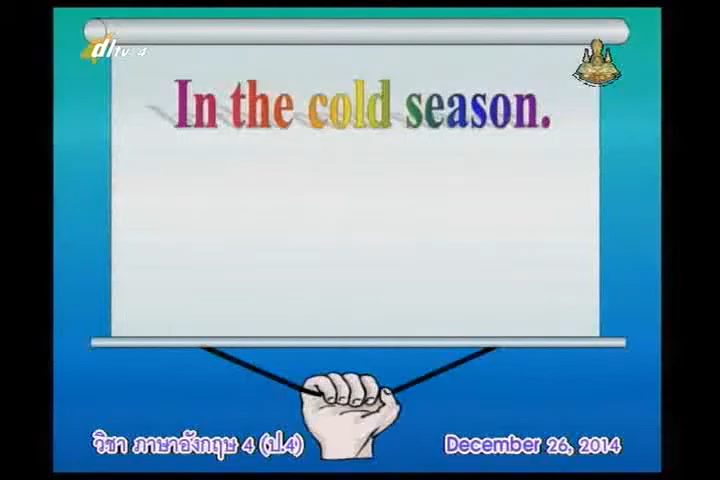 dltv 4
In the cold season.
วิชา ภาษาอังกฤษ 4 (ป.4)
December 26, 2014